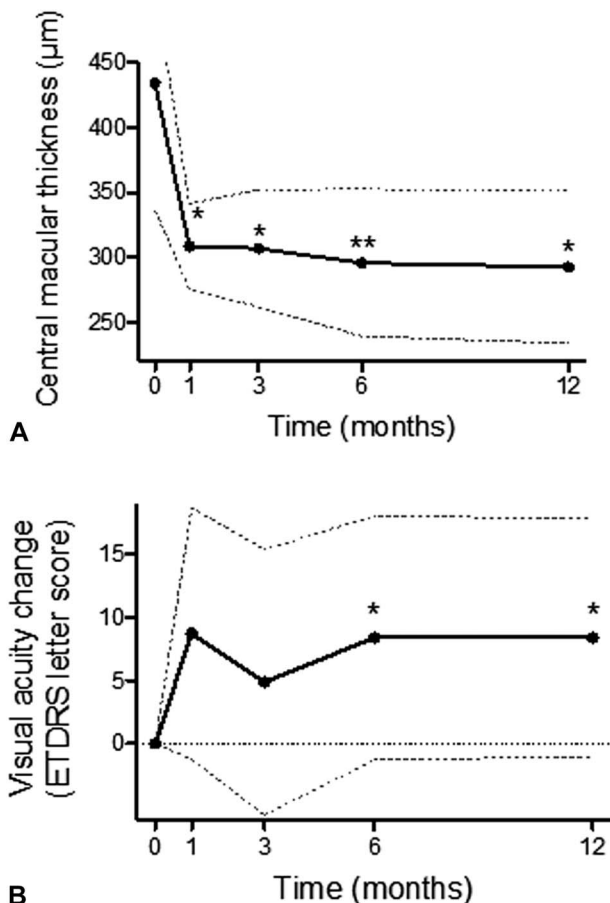 Central macular thickness (µm)
450
400
350
300
250
*
*
**
*
0 1 3 6 12
Time (months)
A
Visual acuity change
(ETDRS letter score)
15
10
5
0
*
*
0 1 3 6 12
Time (months)
B